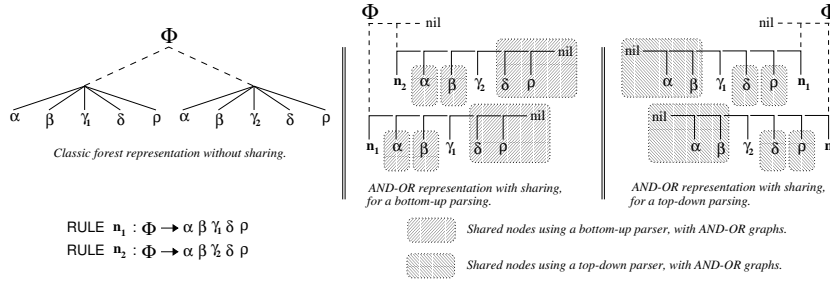 Φ
α β γ1 δ ρ α β γ2 δ ρ
Classic forest representation without sharing.
RULE n1 : Φ → α β γ1 δ ρ
RULE n2 : Φ → α β γ2 δ ρ
Φ
nil
nil
n2 α β γ2 δ ρ
nil
n1 α β γ1 δ ρ
AND-OR representation with sharing,
for a bottom-up parsing.
Φ
nil
nil
α β γ1 δ ρ n1
nil
α β γ2 δ ρ
AND-OR representation with sharing,
for a top-down parsing.
Shared nodes using a bottom-up parser, with AND-OR graphs.
Shared nodes using a top-down parser, with AND-OR graphs.